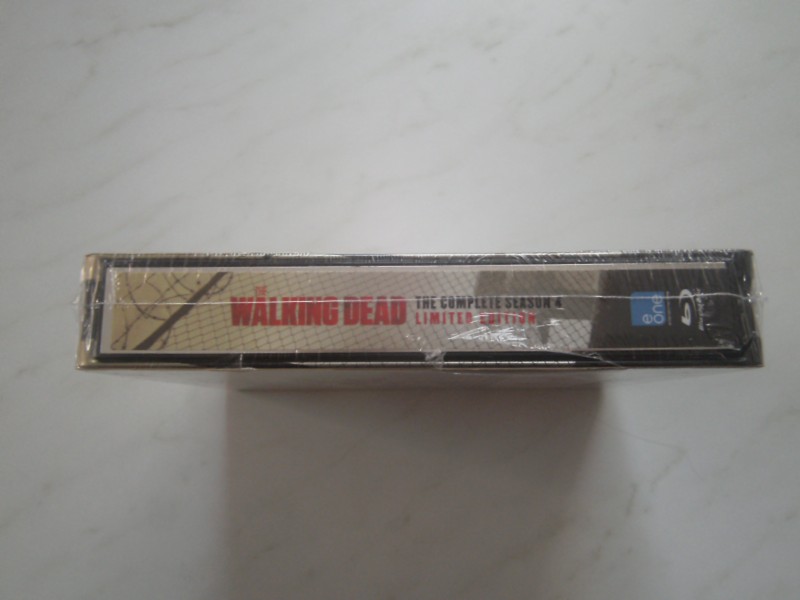 THE
WALKING DEAD
THE COMPLETE SEASON 4
LIMITED EDITION
e
one